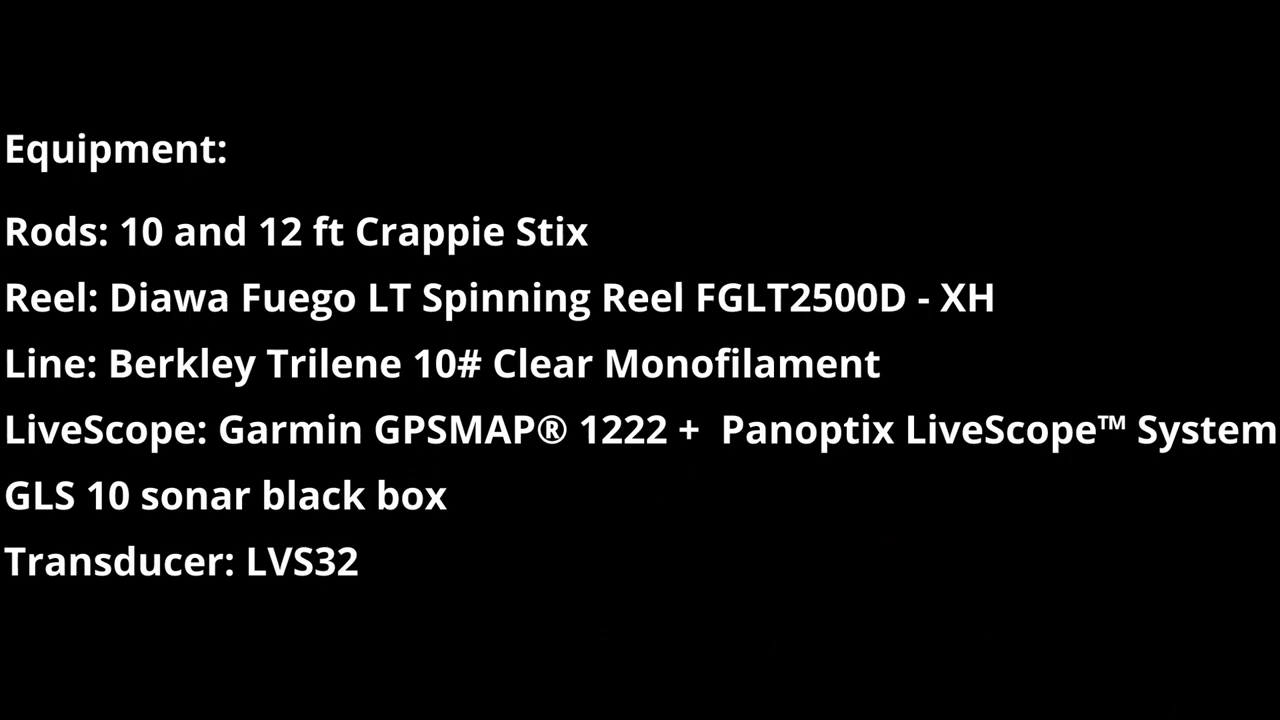 Equipment:
Rods: 10 and 12 ft Crappie Stix
Reel: Diawa Fuego LT Spinning Reel FGLT2500D - XH
Line: Berkley Trilene 10# Clear Monofilament
LiveScope: Garmin GPSMAP® 1222 +  Panoptix LiveScope™ System
GLS 10 sonar black box
Transducer: LVS32